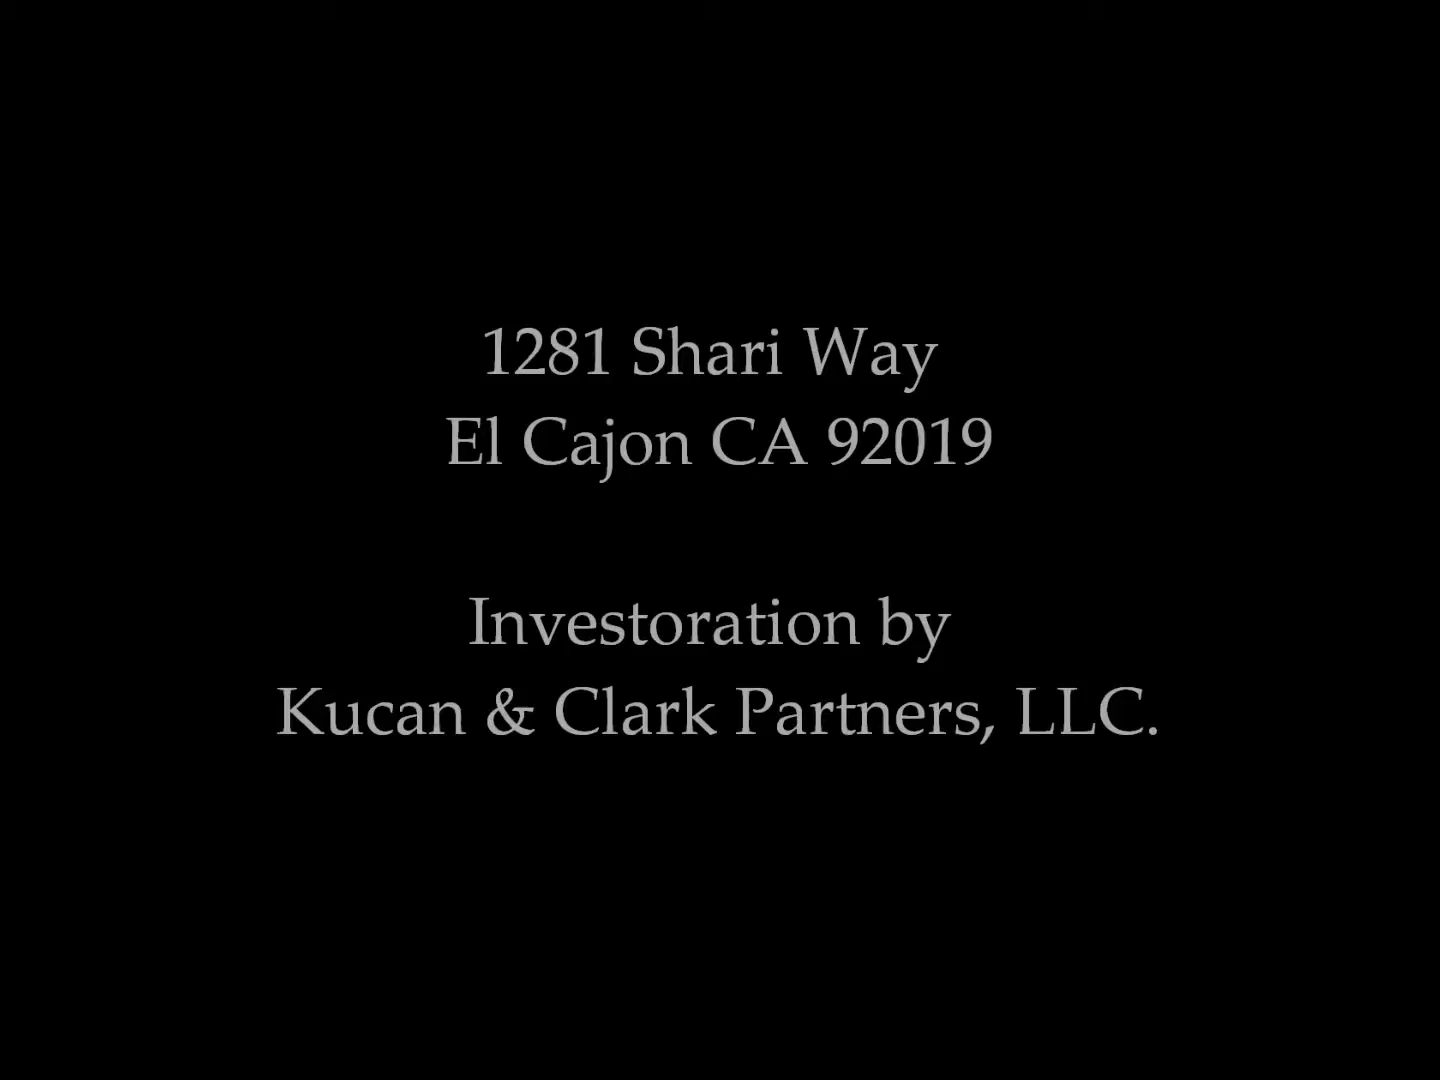 1281 Shari Way
El Cajon CA 92019
Investoration by
Kucan & Clark Partners, LLC.